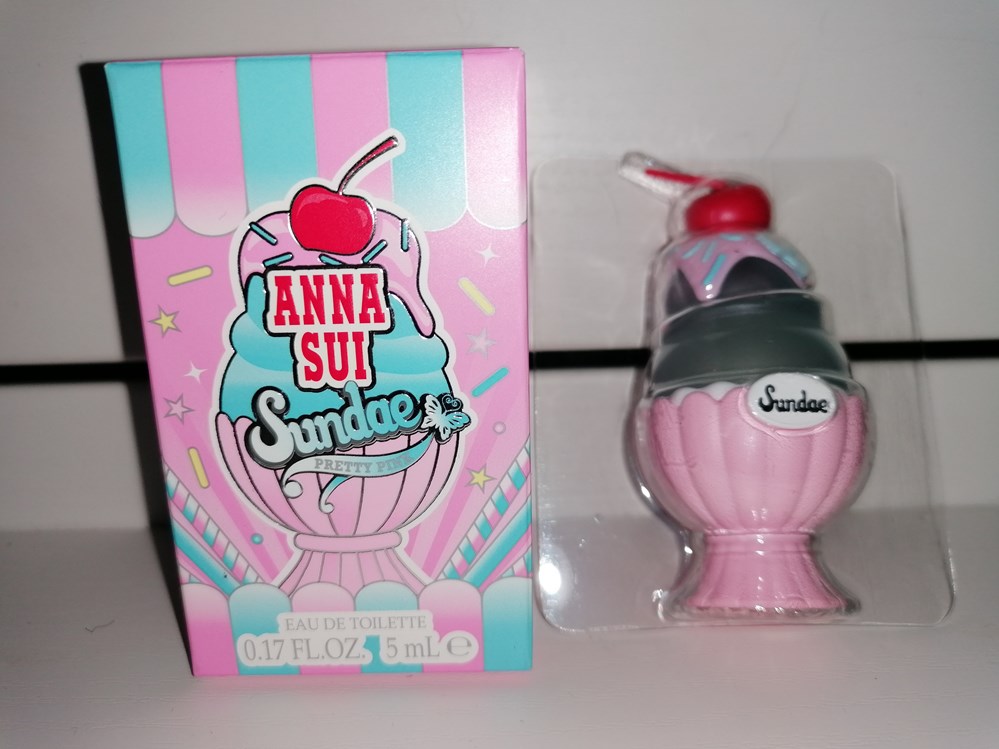 ANNA
SUI
Sundae
PRETTY PINK
EAU DE TOILETTE
0.17 FL.OZ. 5 mL ℮
Sundae